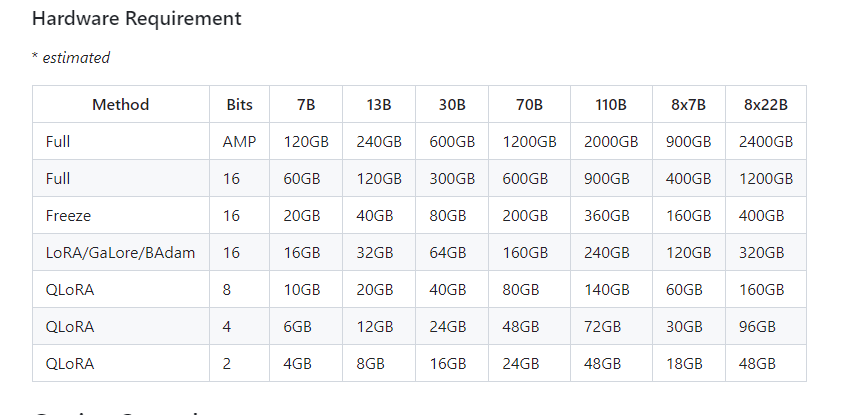 Hardware Requirement
* estimated
Method Bits 7B 13B 30B 70B 110B 8x7B 8x22B
Full AMP 120GB 240GB 600GB 1200GB 2000GB 900GB 2400GB
Full 16 60GB 120GB 300GB 600GB 900GB 400GB 1200GB
Freeze 16 20GB 40GB 80GB 200GB 360GB 160GB 400GB
LoRA/GaLore/BAdam 16 16GB 32GB 64GB 160GB 240GB 120GB 320GB
QLoRA 8 10GB 20GB 40GB 80GB 140GB 60GB 160GB
QLoRA 4 6GB 12GB 24GB 48GB 72GB 30GB 96GB
QLoRA 2 4GB 8GB 16GB 24GB 48GB 18GB 48GB